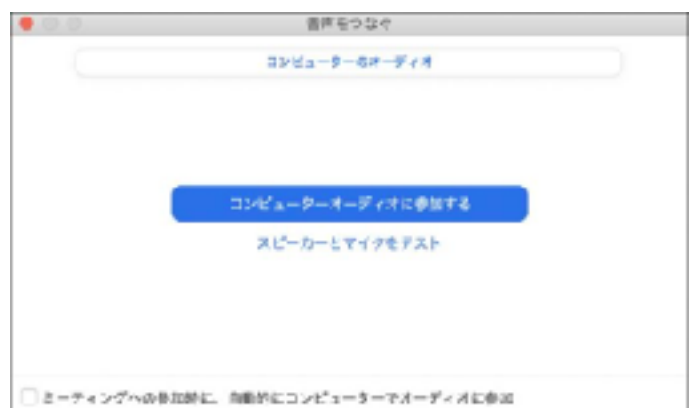 音声をつなぐ
コンピューターのオーディオ
コンピューターオーディオに参加する
スピーカーとマイクをテスト
ミーティングへの参加時に、自動的にコンピューターでオーディオに参加